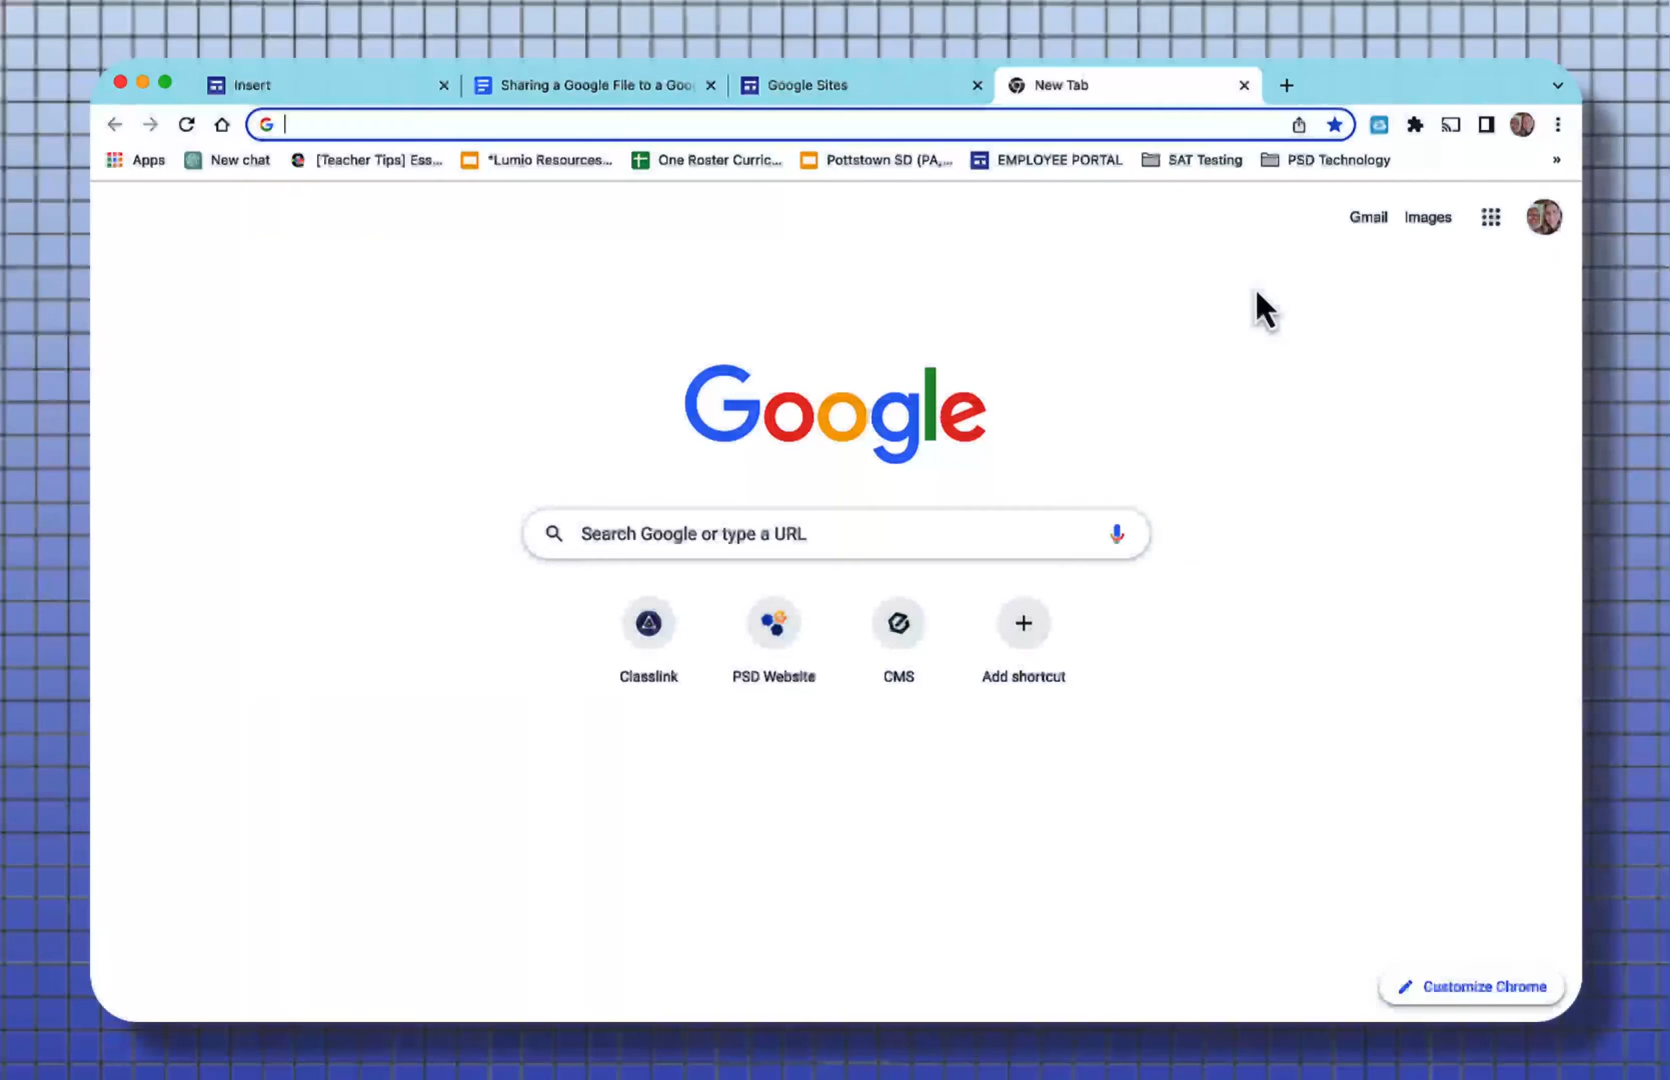 Insert
Sharing a Google File to a Goo
Google Sites
New Tab
Apps
New chat
[Teacher Tips] Ess...
*Lumio Resources...
One Roster Curric...
Pottstown SD (PA,...
EMPLOYEE PORTAL
SAT Testing
PSD Technology
»
Gmail
Images
Google
Search Google or type a URL
Classlink
PSD Website
CMS
Add shortcut
Customize Chrome